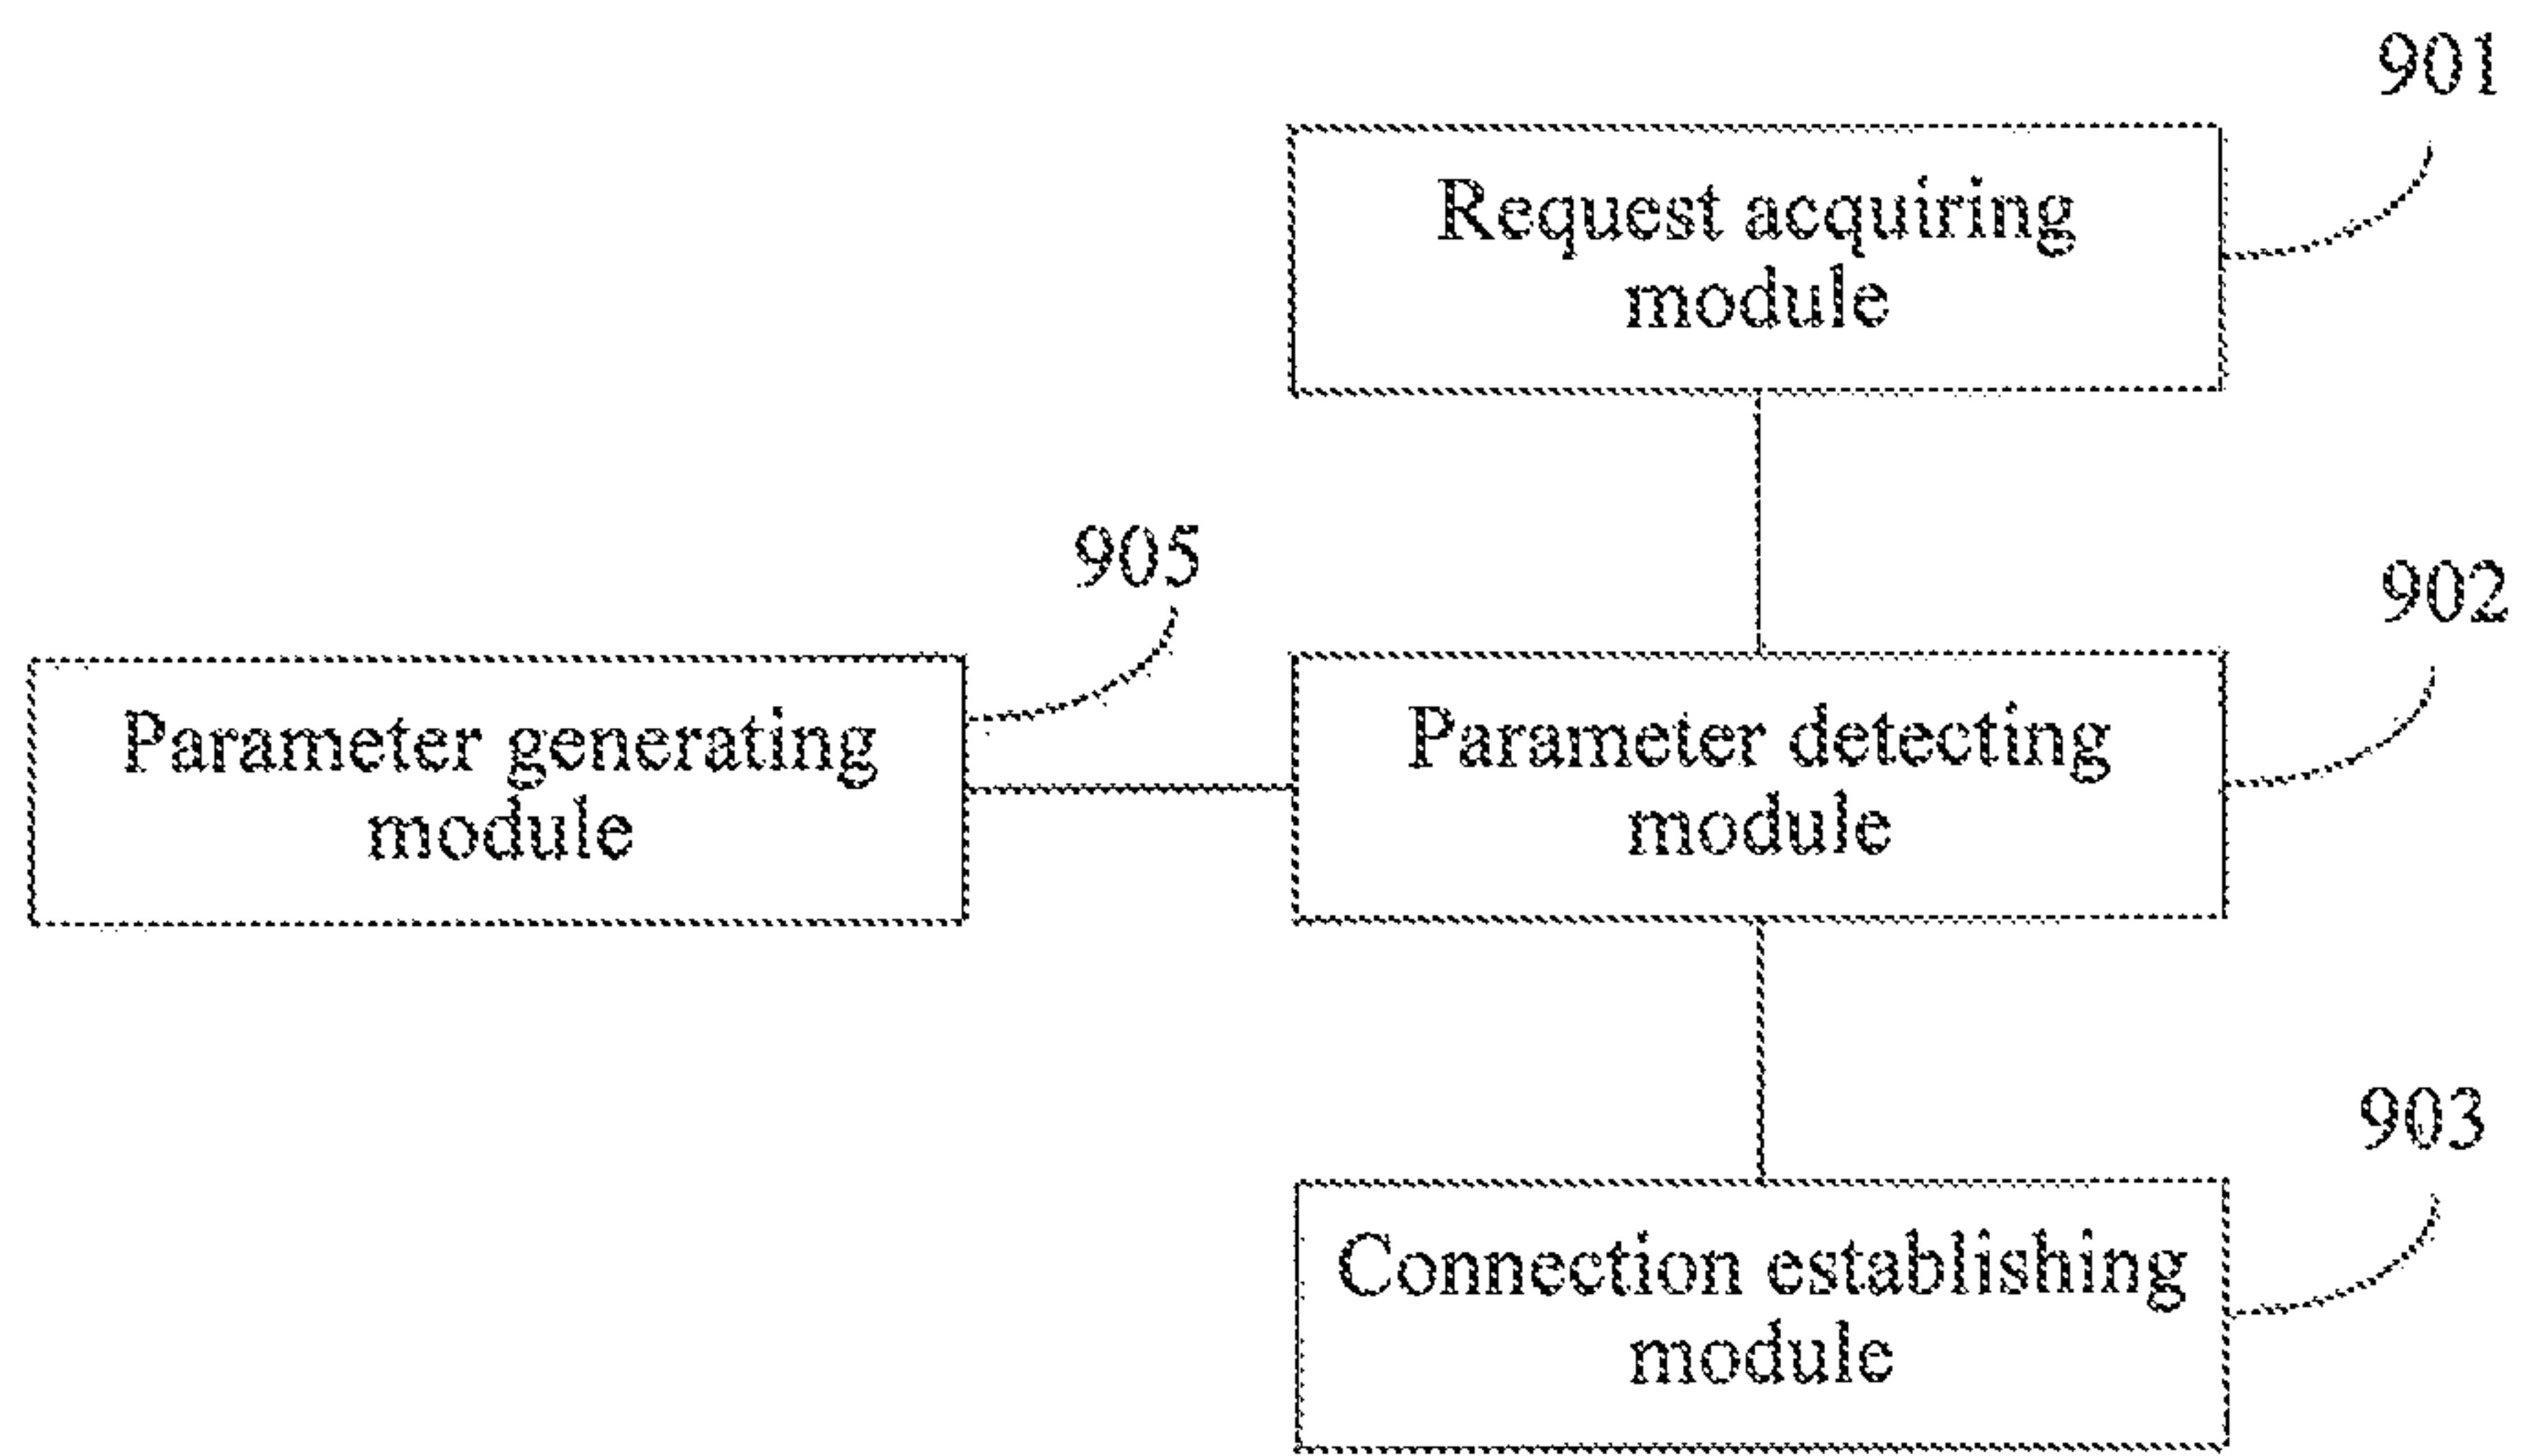 901
Request acquiring
module
905
902
Parameter generating
module
Parameter detecting
module
903
Connection establishing
module